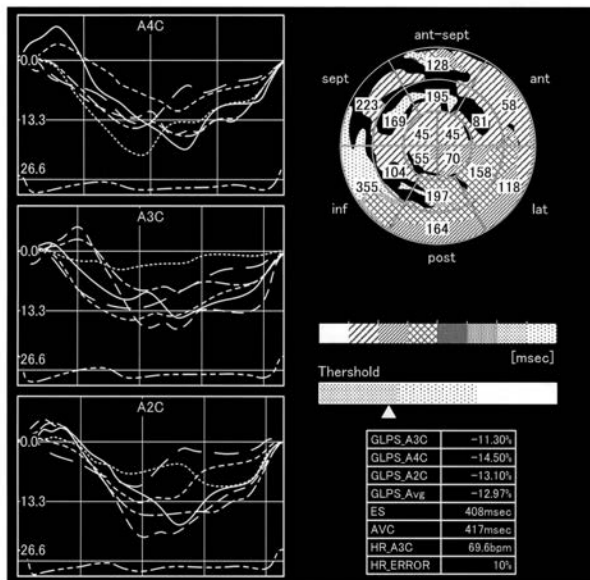 A4C
0.0
-13.3
26.6
A3C
0.0
-13.3
26.6
A2C
0.0
-13.3
26.6
ant-sept
sept
ant
inf
lat
post
128
223
195
58
169
81
45
45
55
70
104
158
355
118
197
164
[msec]
Thershold
GLPS_A3C -11.30%
GLPS_A4C -14.50%
GLPS_A2C -13.10%
GLPS_Avg -12.97%
ES 408msec
AVC 417msec
HR_A3C 69.6bpm
HR_ERROR 10%